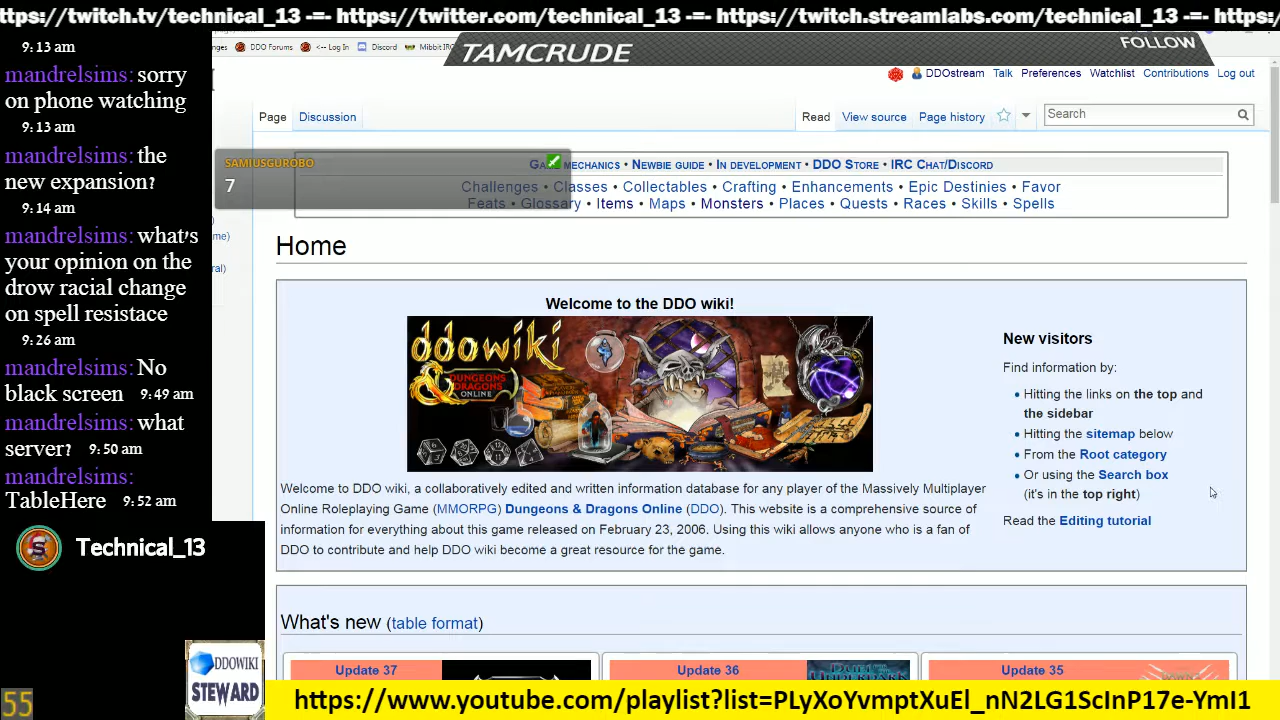 ttps://twitch.tv/technical_13 -=- https://twitter.com/technical_13 -=- https://twitch.streamlabs.com/technical_13 -=- https:/
9:13 am
mandrelsims: sorry
on phone watching
9:13 am
mandrelsims: the
new expansion?
9:14 am
mandrelsims: what's
your opinion on the
drow racial change
on spell resistace
9:26 am
mandrelsims: No
black screen 9:49 am
mandrelsims: what
server? 9:50 am
mandrelsims:
TableHere 9:52 am
Technical_13
DDOWIKI
STEWARD
55
nges DDO Forums <-- Log In Discord Mibbit IRC
TAMCRUDE
FOLLOW
DDOstream Talk Preferences Watchlist Contributions Log out
Page Discussion Read View source Page history Search
SAMIUSGUROBO
7
me)
ral)
Game mechanics • Newbie guide • In development • DDO Store • IRC Chat/Discord
Challenges • Classes • Collectables • Crafting • Enhancements • Epic Destinies • Favor
Feats • Glossary • Items • Maps • Monsters • Places • Quests • Races • Skills • Spells
Home
Welcome to the DDO wiki!
ddowiki
DUNGEONS
DRAGONS
ONLINE
Welcome to DDO wiki, a collaboratively edited and written information database for any player of the Massively Multiplayer
Online Roleplaying Game (MMORPG) Dungeons & Dragons Online (DDO). This website is a comprehensive source of
information for everything about this game released on February 23, 2006. Using this wiki allows anyone who is a fan of
DDO to contribute and help DDO wiki become a great resource for the game.
New visitors
Find information by:
• Hitting the links on the top and
the sidebar
• Hitting the sitemap below
• From the Root category
• Or using the Search box
(it's in the top right)
Read the Editing tutorial
What's new (table format)
Update 37
Update 36
Update 35
https://www.youtube.com/playlist?list=PLyXoYvmptXuEl_nN2LG1ScInP17e-YmI1